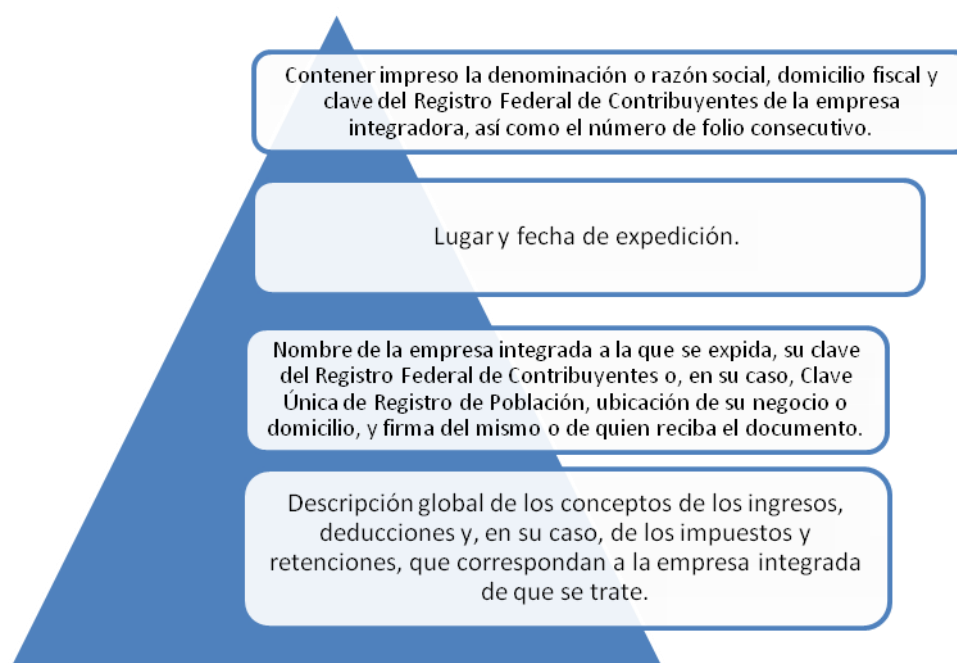 Contener impreso la denominación o razón social, domicilio fiscal y
clave del Registro Federal de Contribuyentes de la empresa
integradora, así como el número de folio consecutivo.
Lugar y fecha de expedición.
Nombre de la empresa integrada a la que se expida, su clave
del Registro Federal de Contribuyentes o, en su caso, Clave
Única de Registro de Población, ubicación de su negocio o
domicilio, y firma del mismo o de quien reciba el documento.
Descripción global de los conceptos de los ingresos,
deducciones y, en su caso, de los impuestos y
retenciones, que correspondan a la empresa integrada
de que se trate.